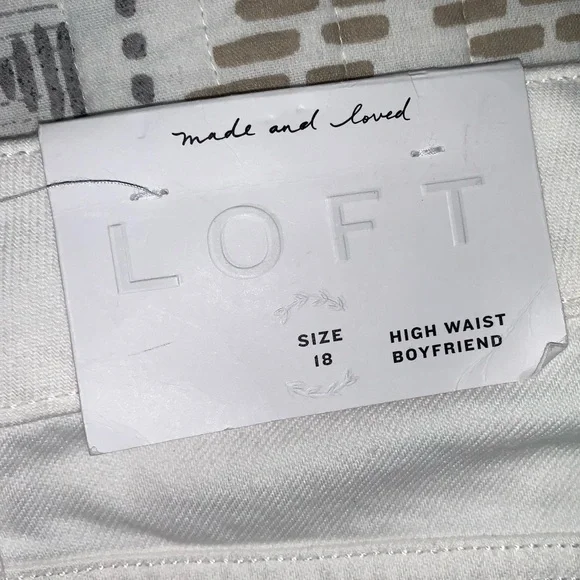 made and loved
LOFT
SIZE
18
HIGH WAIST
BOYFRIEND